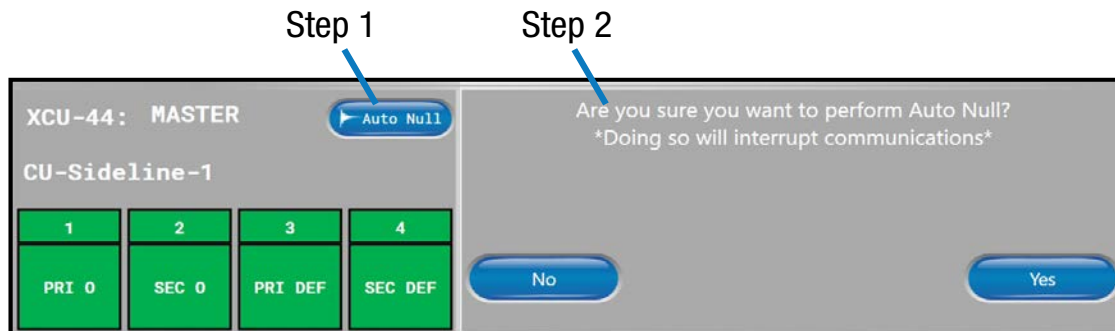 Step 1
Step 2
XCU-44: MASTER
Auto Null
CU-Sideline-1
1
2
3
4
PRI O
SEC O
PRI DEF
SEC DEF
Are you sure you want to perform Auto Null?
*Doing so will interrupt communications*
No
Yes